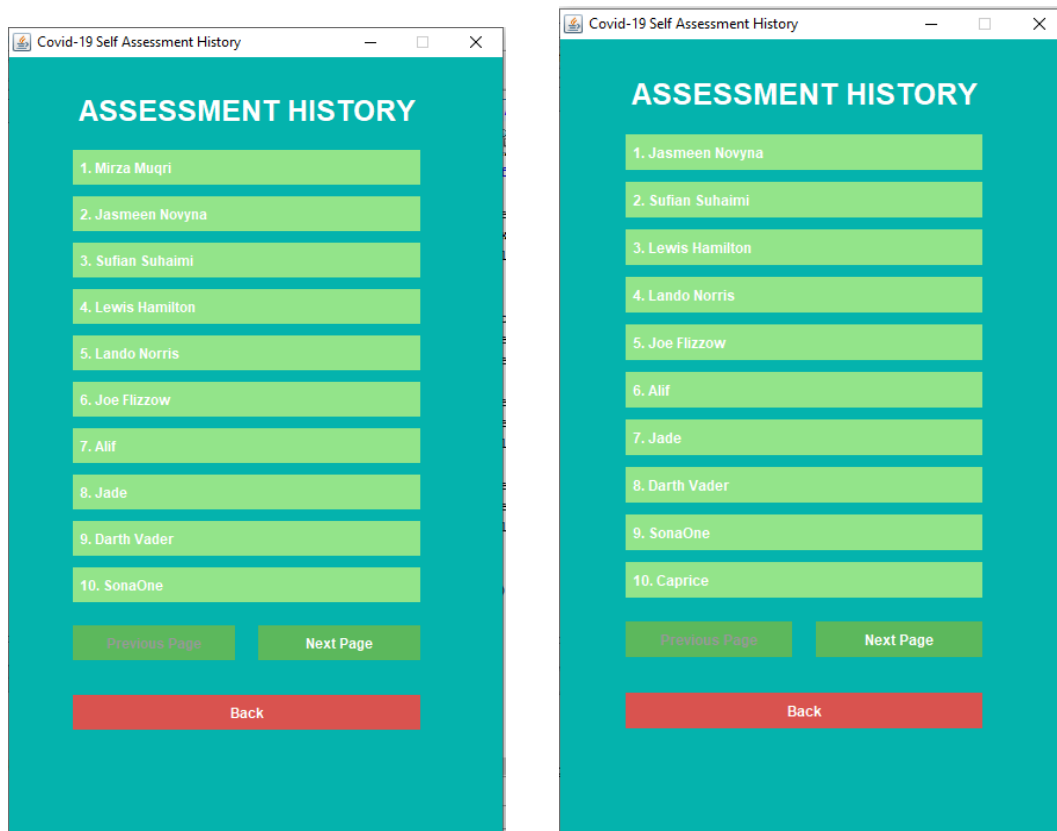 Covid-19 Self Assessment History
ASSESSMENT HISTORY
1. Mirza Muqri
2. Jasmeen Novyna
3. Sufian Suhaimi
4. Lewis Hamilton
5. Lando Norris
6. Joe Flizzow
7. Alif
8. Jade
9. Darth Vader
10. SonaOne
Previous Page
Next Page
Back
Covid-19 Self Assessment History
ASSESSMENT HISTORY
1. Jasmeen Novyna
2. Sufian Suhaimi
3. Lewis Hamilton
4. Lando Norris
5. Joe Flizzow
6. Alif
7. Jade
8. Darth Vader
9. SonaOne
10. Caprice
Previous Page
Next Page
Back